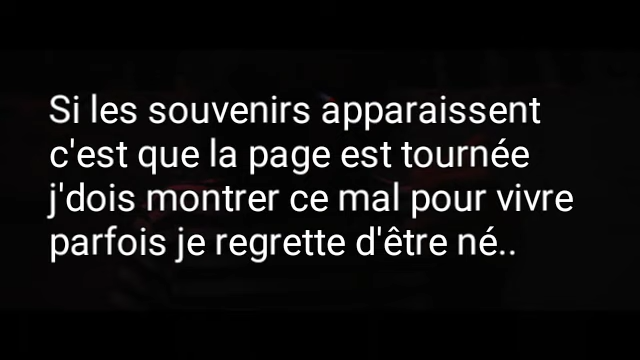 Si les souvenirs apparaissent
c'est que la page est tournée
j'dois montrer ce mal pour vivre
parfois je regrette d'être né..